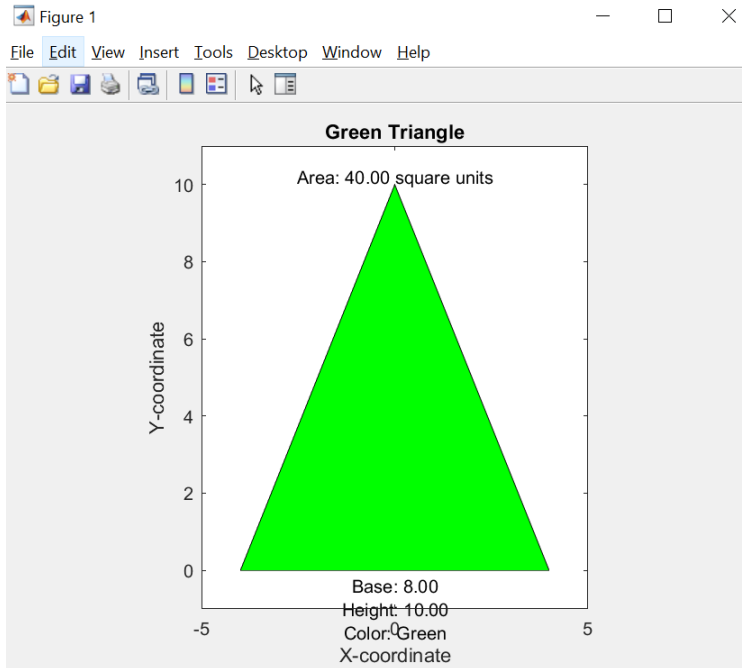 Figure 1
File Edit View Insert Tools Desktop Window Help
Green Triangle
Area: 40.00 square units
10
8
6
4
2
0
Y-coordinate
Base: 8.00
Height: 10.00
-5 0 5
Color: Green
X-coordinate